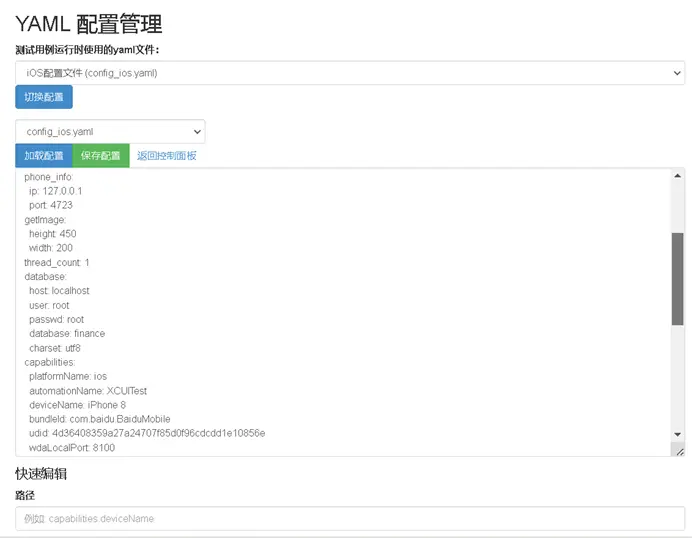 YAML 配置管理
测试用例运行时使用的yaml文件：
iOS配置文件 (config_ios.yaml)
切换配置
config_ios.yaml
加载配置 保存配置 返回控制面板
phone_info:
ip: 127.0.0.1
port: 4723
getImage:
height: 450
width: 200
thread_count: 1
database:
host: localhost
user: root
passwd: root
database: finance
charset: utf8
capabilities:
platformName: ios
automationName: XCUITest
deviceName: iPhone 8
bundleId: com.baidu.BaiduMobile
udid: 4d36408359a27a24707f85d0f96cdcdd1e10856e
wdaLocalPort: 8100
快速编辑
路径
例如: capabilities.deviceName